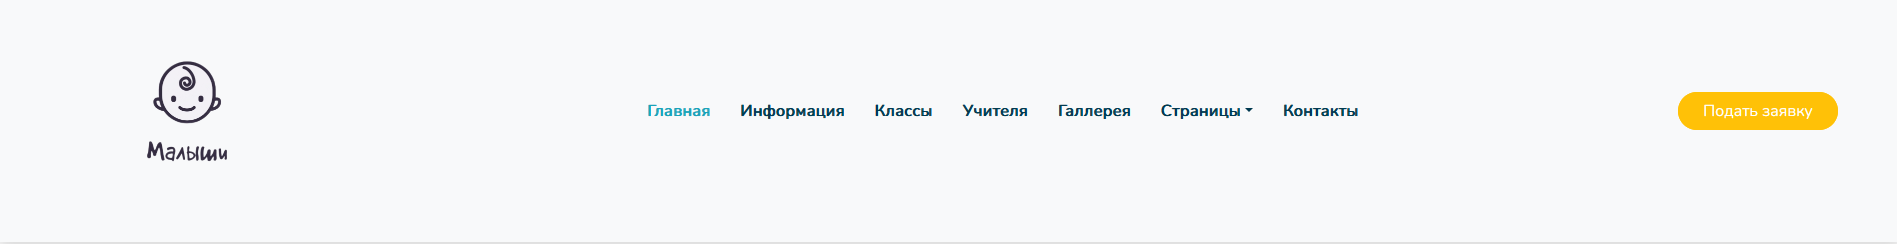 Малыши
Главная Информация Классы Учителя Галлерея Страницы Контакты
Подать заявку